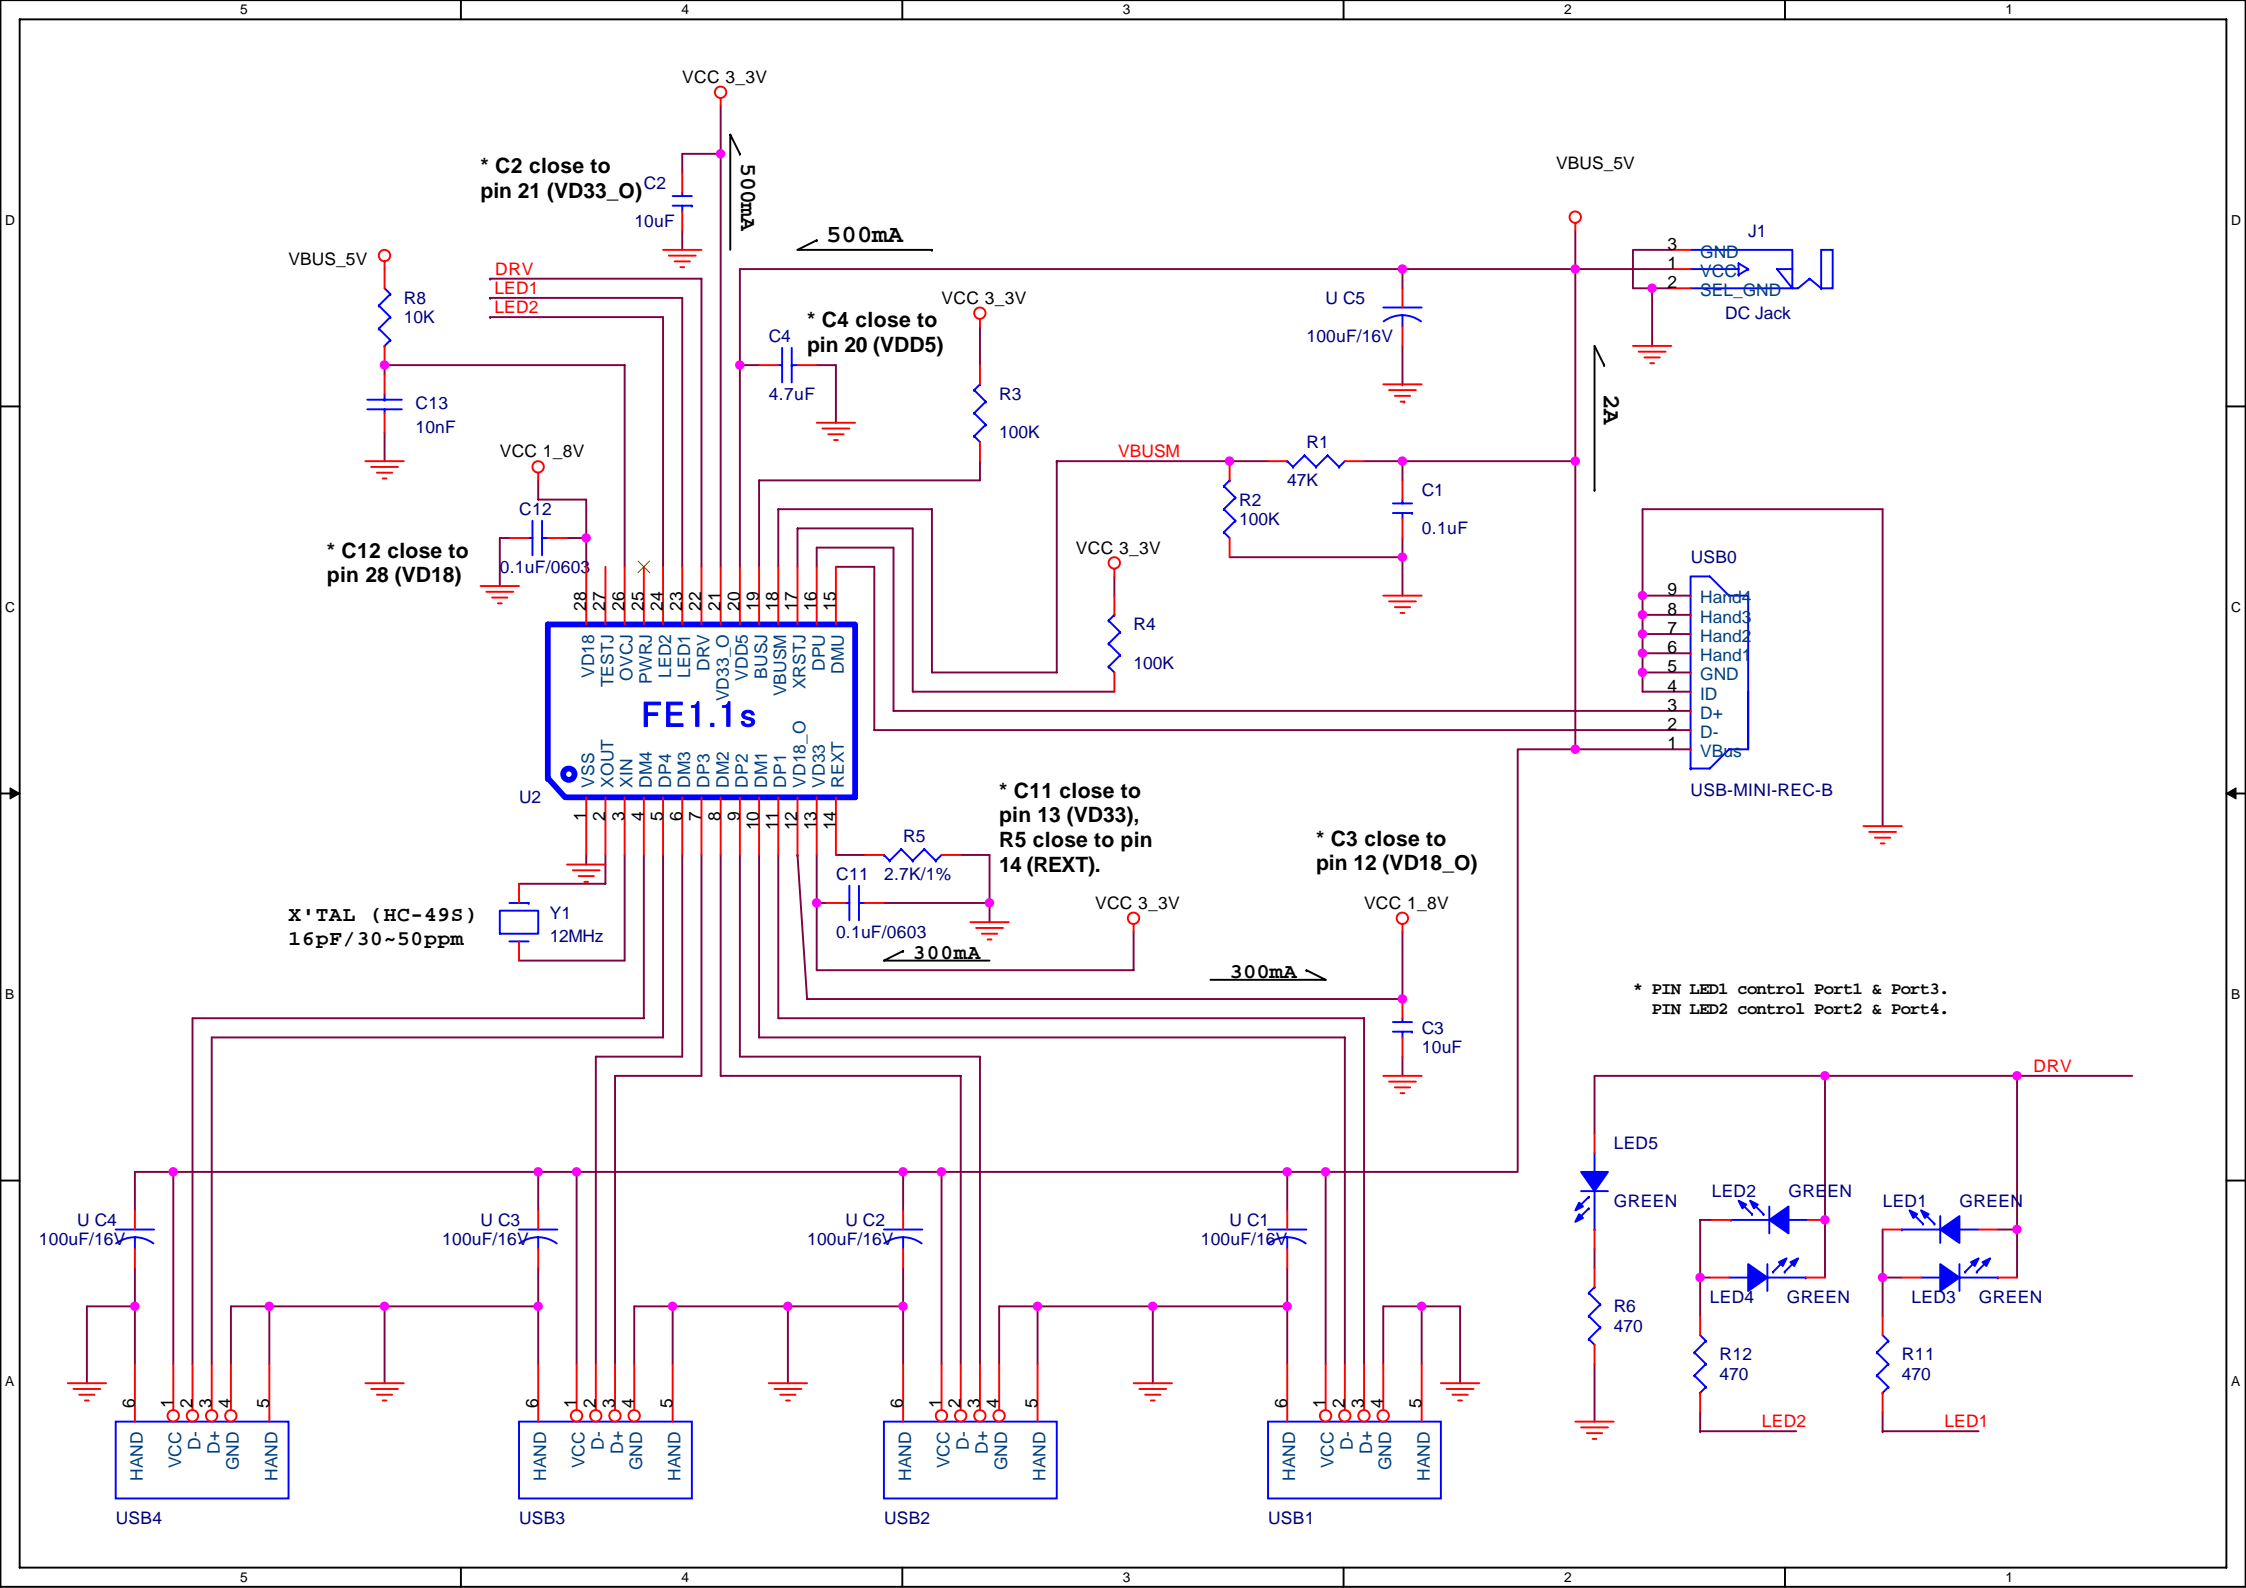 5
4
3
2
1
D
D
C
C
B
B
A
A
VCC 3_3V
* C2 close to
pin 21 (VD33_O)
C2
10uF
500mA
500mA
VBUS_5V
R8
10K
C13
10nF
DRV
LED1
LED2
* C4 close to
pin 20 (VDD5)
C4
4.7uF
VCC 3_3V
R3
100K
VBUS_5V
J1
3
GND
1
VCC
2
SEL_GND
DC Jack
U C5
100uF/16V
2A
VBUSM
R1
47K
R2
100K
C1
0.1uF
VCC 1_8V
C12
0.1uF/0603
* C12 close to
pin 28 (VD18)
VCC 3_3V
R4
100K
USB0
9 Hand4
8 Hand3
7 Hand2
6 Hand1
5 GND
4 ID
3 D+
2 D-
1 VBus
USB-MINI-REC-B
28 27 26 25 24 23 22 21 20 19 18 17 16 15
VD18 TESTJ OVCJ PWRJ LED2 LED1 DRV VD33_O VDD5 BUSJ VBUSM XRSTJ DPU DMU
FE1.1s
VSS XOUT XIN DM4 DP4 DM3 DP3 DM2 DP2 DM1 DP1 VD18_O VD33 REXT
U2
1 2 3 4 5 6 7 8 9 10 11 12 13 14
X'TAL (HC-49S)
16pF/30~50ppm
Y1
12MHz
R5
2.7K/1%
C11
0.1uF/0603
* C11 close to
pin 13 (VD33),
R5 close to pin
14 (REXT).
VCC 3_3V
300mA
300mA
* C3 close to
pin 12 (VD18_O)
VCC 1_8V
C3
10uF
* PIN LED1 control Port1 & Port3.
PIN LED2 control Port2 & Port4.
DRV
LED5
GREEN
R6
470
LED2
GREEN
LED4
GREEN
R12
470
LED2
LED1
GREEN
LED3
GREEN
R11
470
LED1
U C4
100uF/16V
U C3
100uF/16V
U C2
100uF/16V
U C1
100uF/16V
6 1 2 3 4 5
HAND VCC D- D+ GND HAND
USB4
6 1 2 3 4 5
HAND VCC D- D+ GND HAND
USB3
6 1 2 3 4 5
HAND VCC D- D+ GND HAND
USB2
6 1 2 3 4 5
HAND VCC D- D+ GND HAND
USB1
5
4
3
2
1